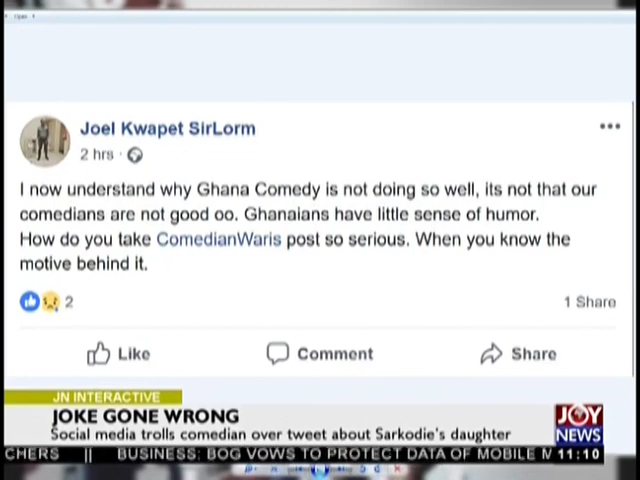 Joel Kwapet SirLorm
2 hrs
I now understand why Ghana Comedy is not doing so well, its not that our
comedians are not good oo. Ghanaians have little sense of humor.
How do you take ComedianWaris post so serious. When you know the
motive behind it.
2
1 Share
Like
Comment
Share
JN INTERACTIVE
JOKE GONE WRONG
Social media trolls comedian over tweet about Sarkodie's daughter
JOY
NEWS
CHERS || BUSINESS: BOG VOWS TO PROTECT DATA OF MOBILE M 11:10